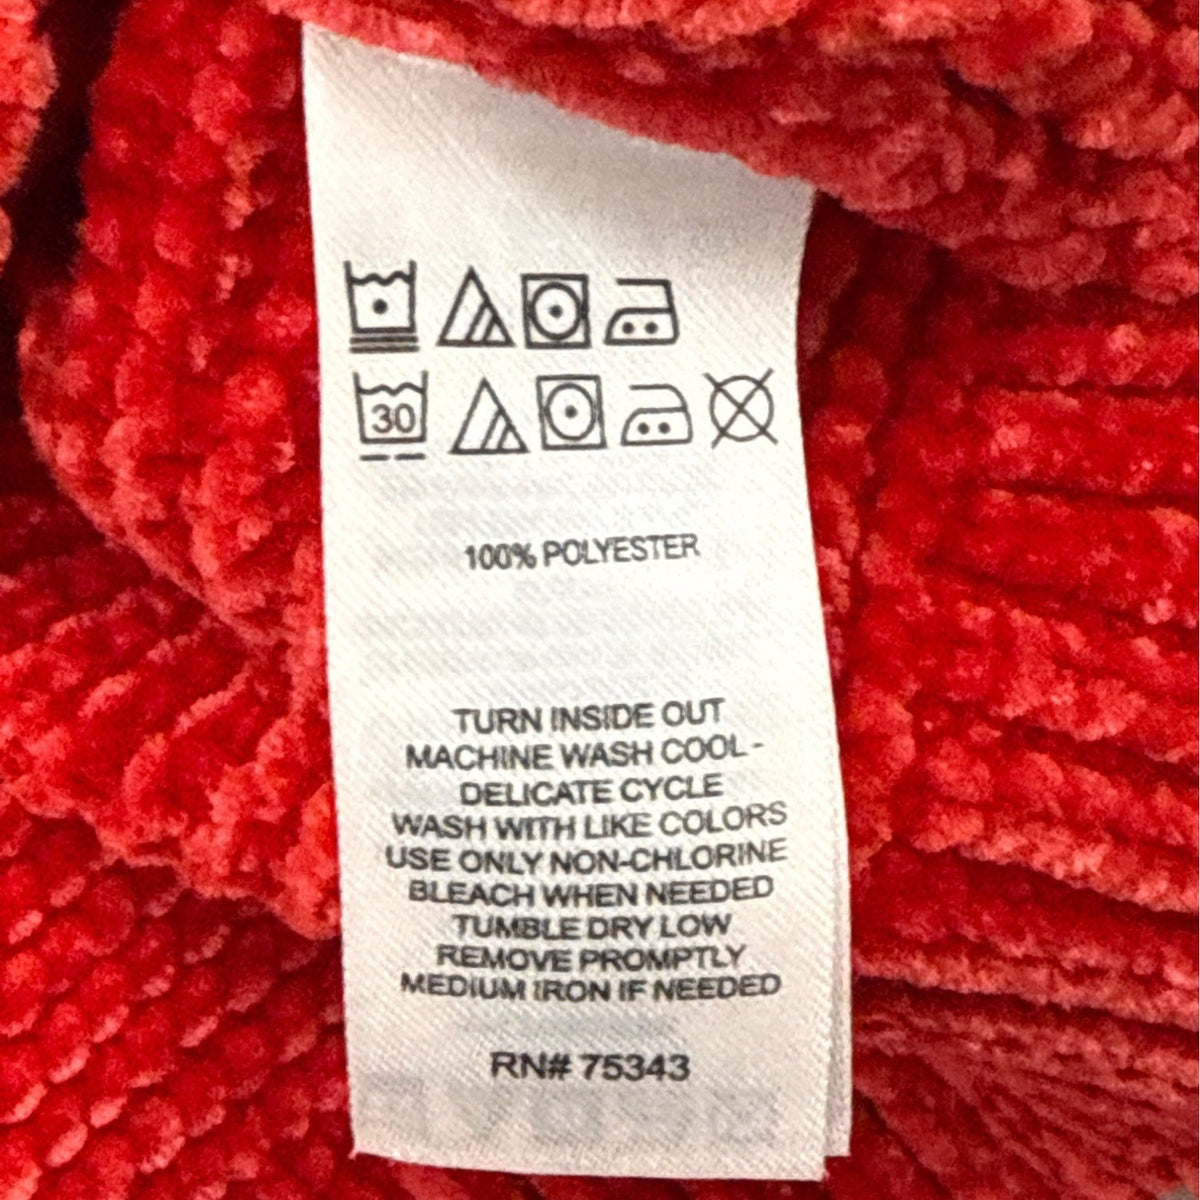 30
100% POLYESTER
TURN INSIDE OUT
MACHINE WASH COOL -
DELICATE CYCLE
WASH WITH LIKE COLORS
USE ONLY NON-CHLORINE
BLEACH WHEN NEEDED
TUMBLE DRY LOW
REMOVE PROMPTLY
MEDIUM IRON IF NEEDED
RN# 75343